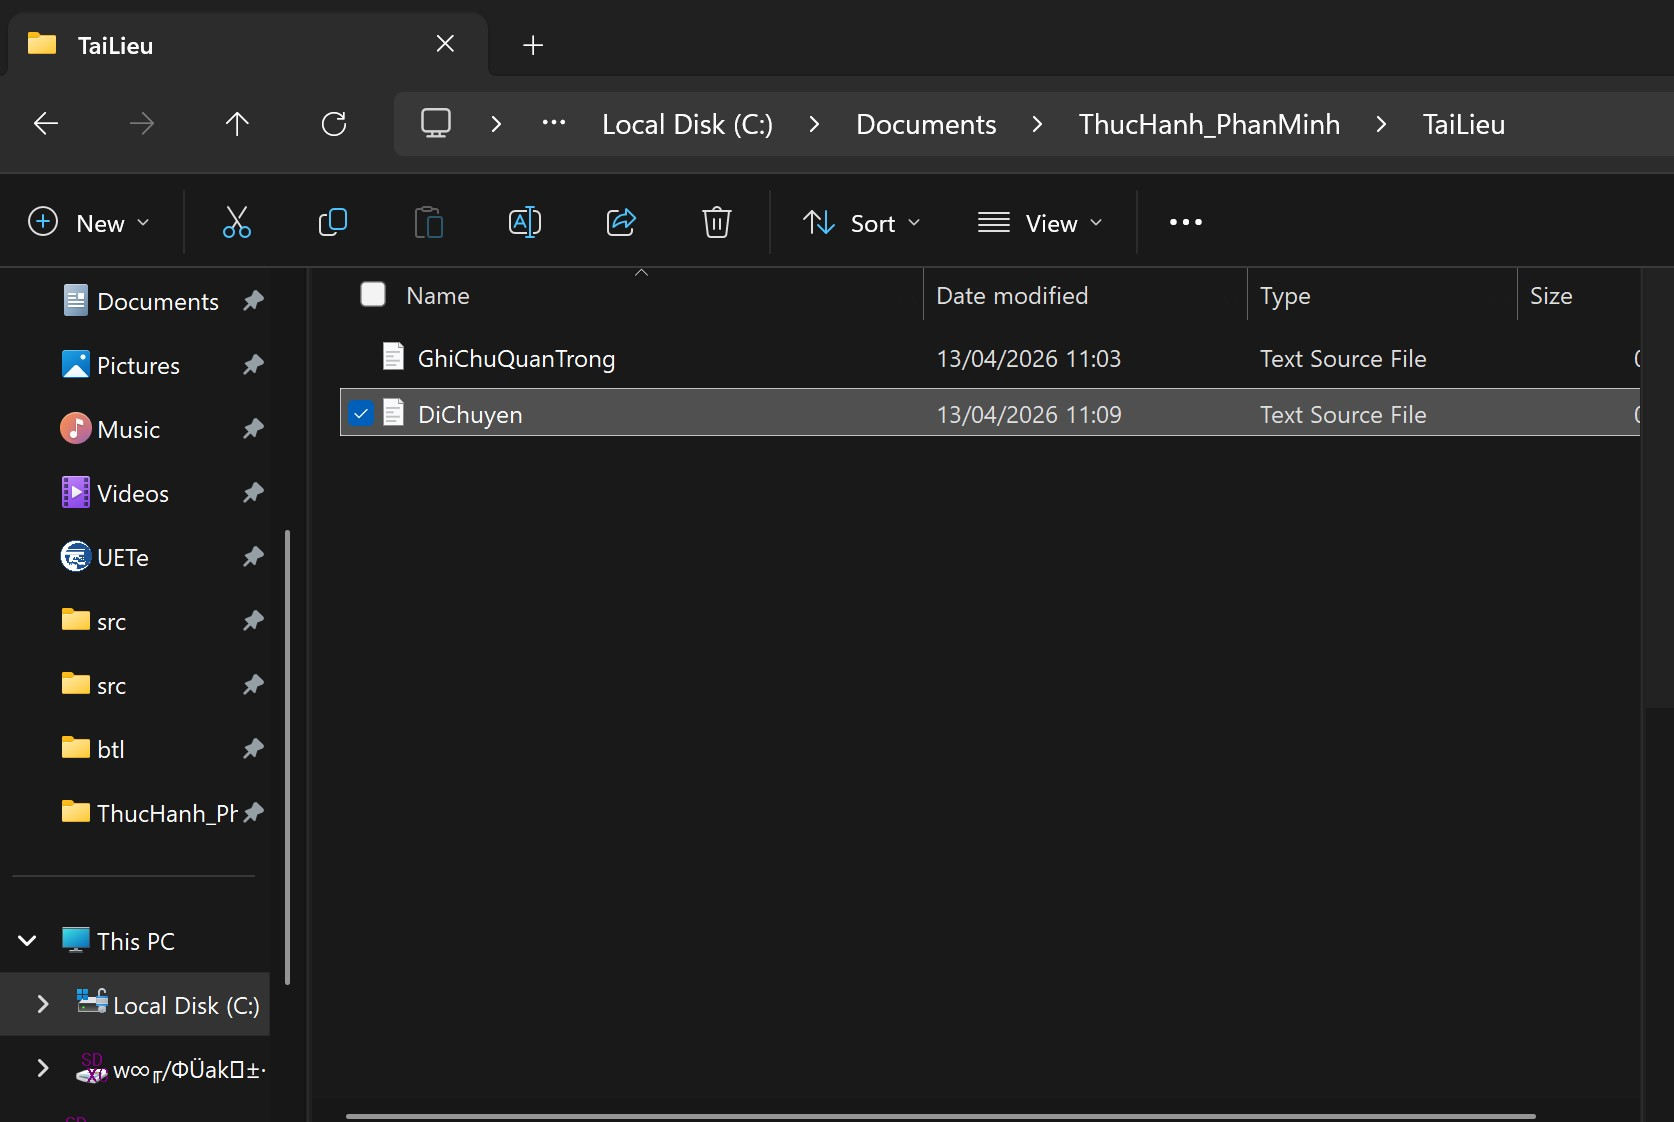 TaiLieu
Local Disk (C:) Documents ThucHanh_PhanMinh TaiLieu
New Sort View
Documents
Pictures
Music
Videos
UETe
src
src
btl
ThucHanh_Ph
This PC
Local Disk (C:)
Name Date modified Type Size
GhiChuQuanTrong 13/04/2026 11:03 Text Source File
DiChuyen 13/04/2026 11:09 Text Source File